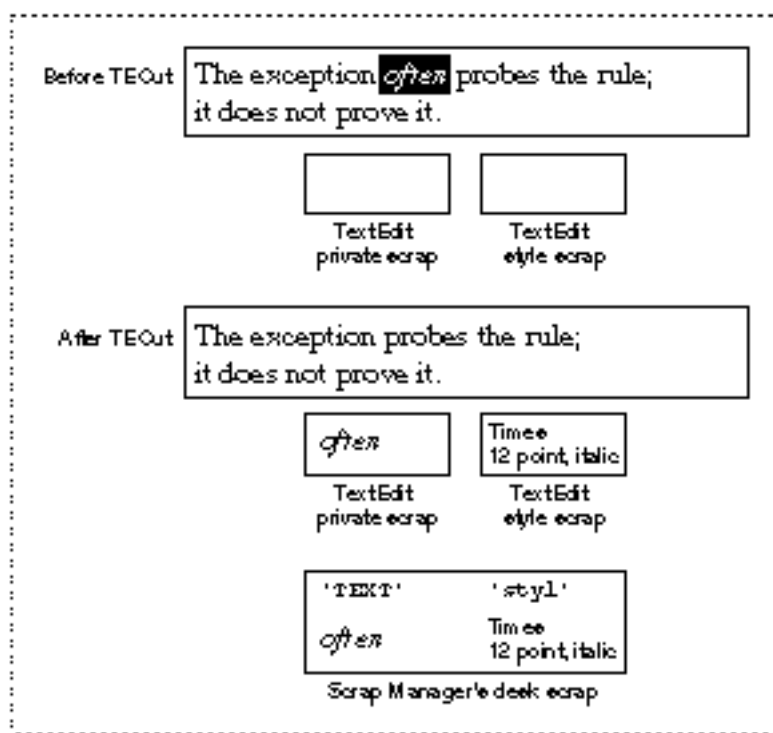 Before TECut
The exception often probes the rule;
it does not prove it.
TextEdit
private scrap
TextEdit
style scrap
After TECut
The exception probes the rule;
it does not prove it.
often
Times
12 point, italic
TextEdit
private scrap
TextEdit
style scrap
'TEXT' 'styl'
often
Times
12 point, italic
Scrap Manager's desk scrap